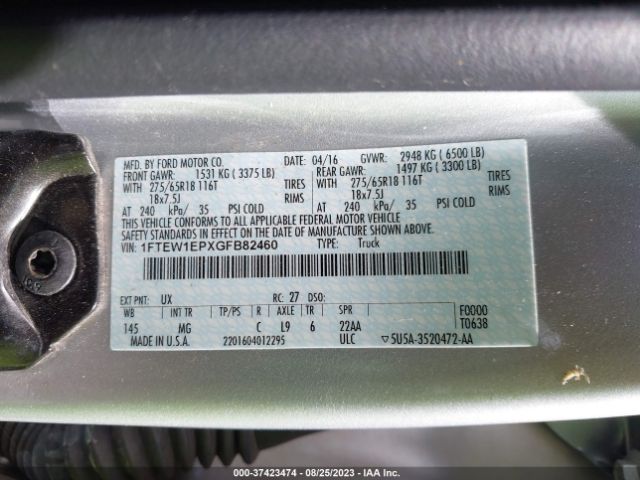 MFD. BY FORD MOTOR CO. DATE: 04/16 GVWR: 2948 KG ( 6500 LB)
FRONT GAWR: 1531 KG ( 3375 LB) REAR GAWR: 1497 KG ( 3300 LB)
WITH 275/65R18 116T TIRES WITH 275/65R18 116T TIRES
18x7.5J RIMS 18x7.5J RIMS
AT 240 kPa/ 35 PSI COLD AT 240 kPa/ 35 PSI COLD
THIS VEHICLE CONFORMS TO ALL APPLICABLE FEDERAL MOTOR VEHICLE
SAFETY STANDARDS IN EFFECT ON THE DATE OF MANUFACTURE SHOWN ABOVE.
VIN: 1FTEW1EPXGFB82460 TYPE: Truck
EXT PNT: UX RC: 27 DSO:
WB INT TR TP/PS R AXLE TR SPR F0000
145 MG C L9 6 22AA T0638
MADE IN U.S.A. 2201604012295 ULC ▽5U5A-3520472-AA
000-37423474 - 08/25/2023 - IAA Inc.